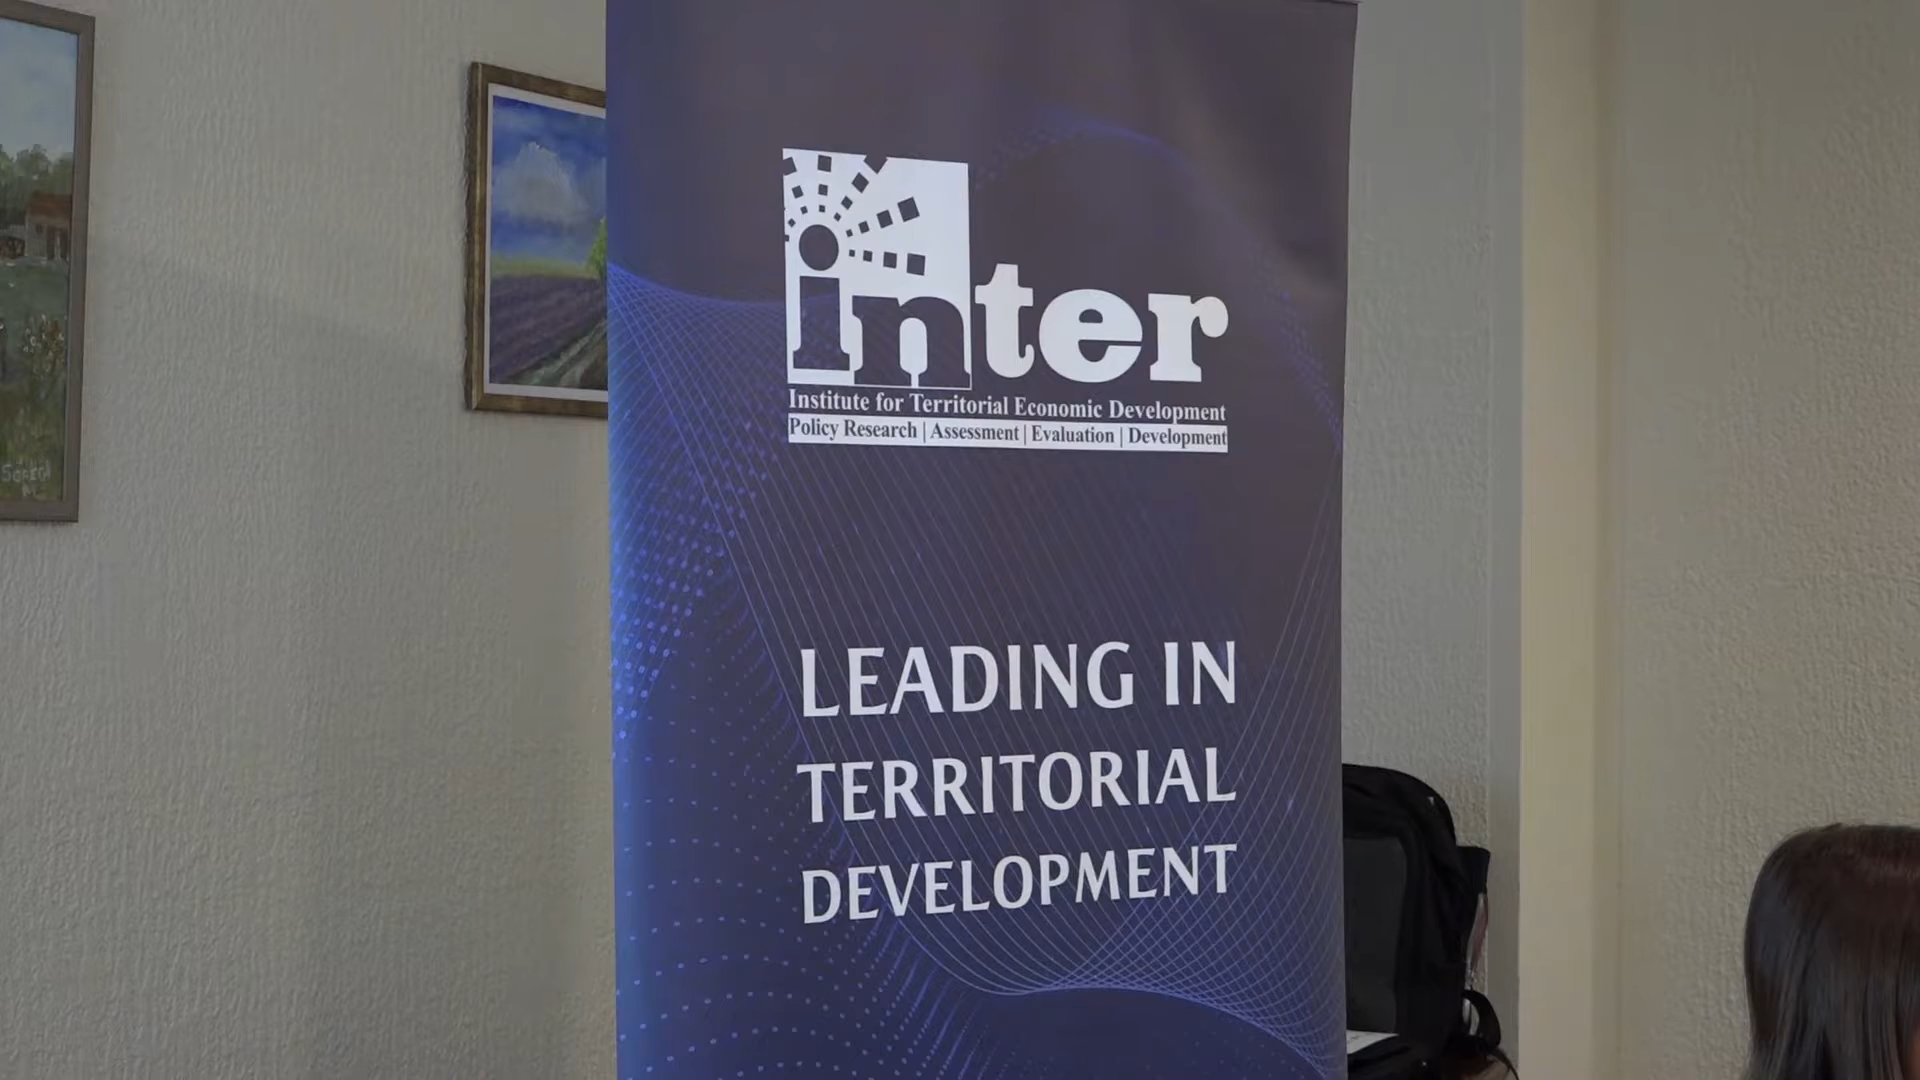 inter
Institute for Territorial Economic Development
Policy Research | Assessment | Evaluation | Development
LEADING IN
TERRITORIAL
DEVELOPMENT